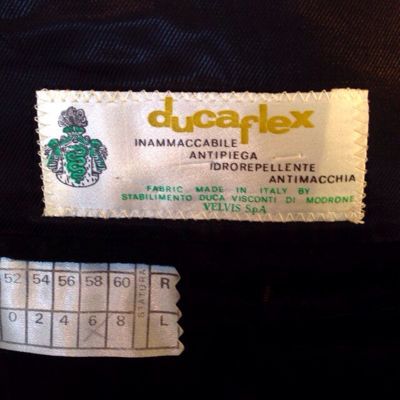 ducaflex
INAMMACCABILE
ANTIPIEGA
IDROREPELLENTE
ANTIMACCHIA
FABRIC MADE IN ITALY BY
STABILIMENTO DUCA VISCONTI DI MODRONE
VELVIS SpA
52 54 56 58 60 STATURA R
0 2 4 6 8 L